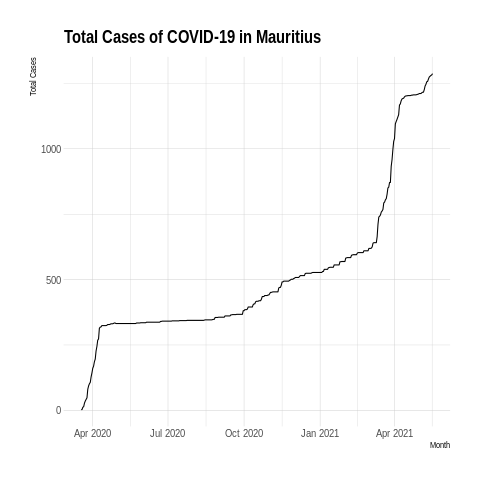 Total Cases of COVID-19 in Mauritius
Total Cases
1000
500
0
Apr 2020 Jul 2020 Oct 2020 Jan 2021 Apr 2021
Month